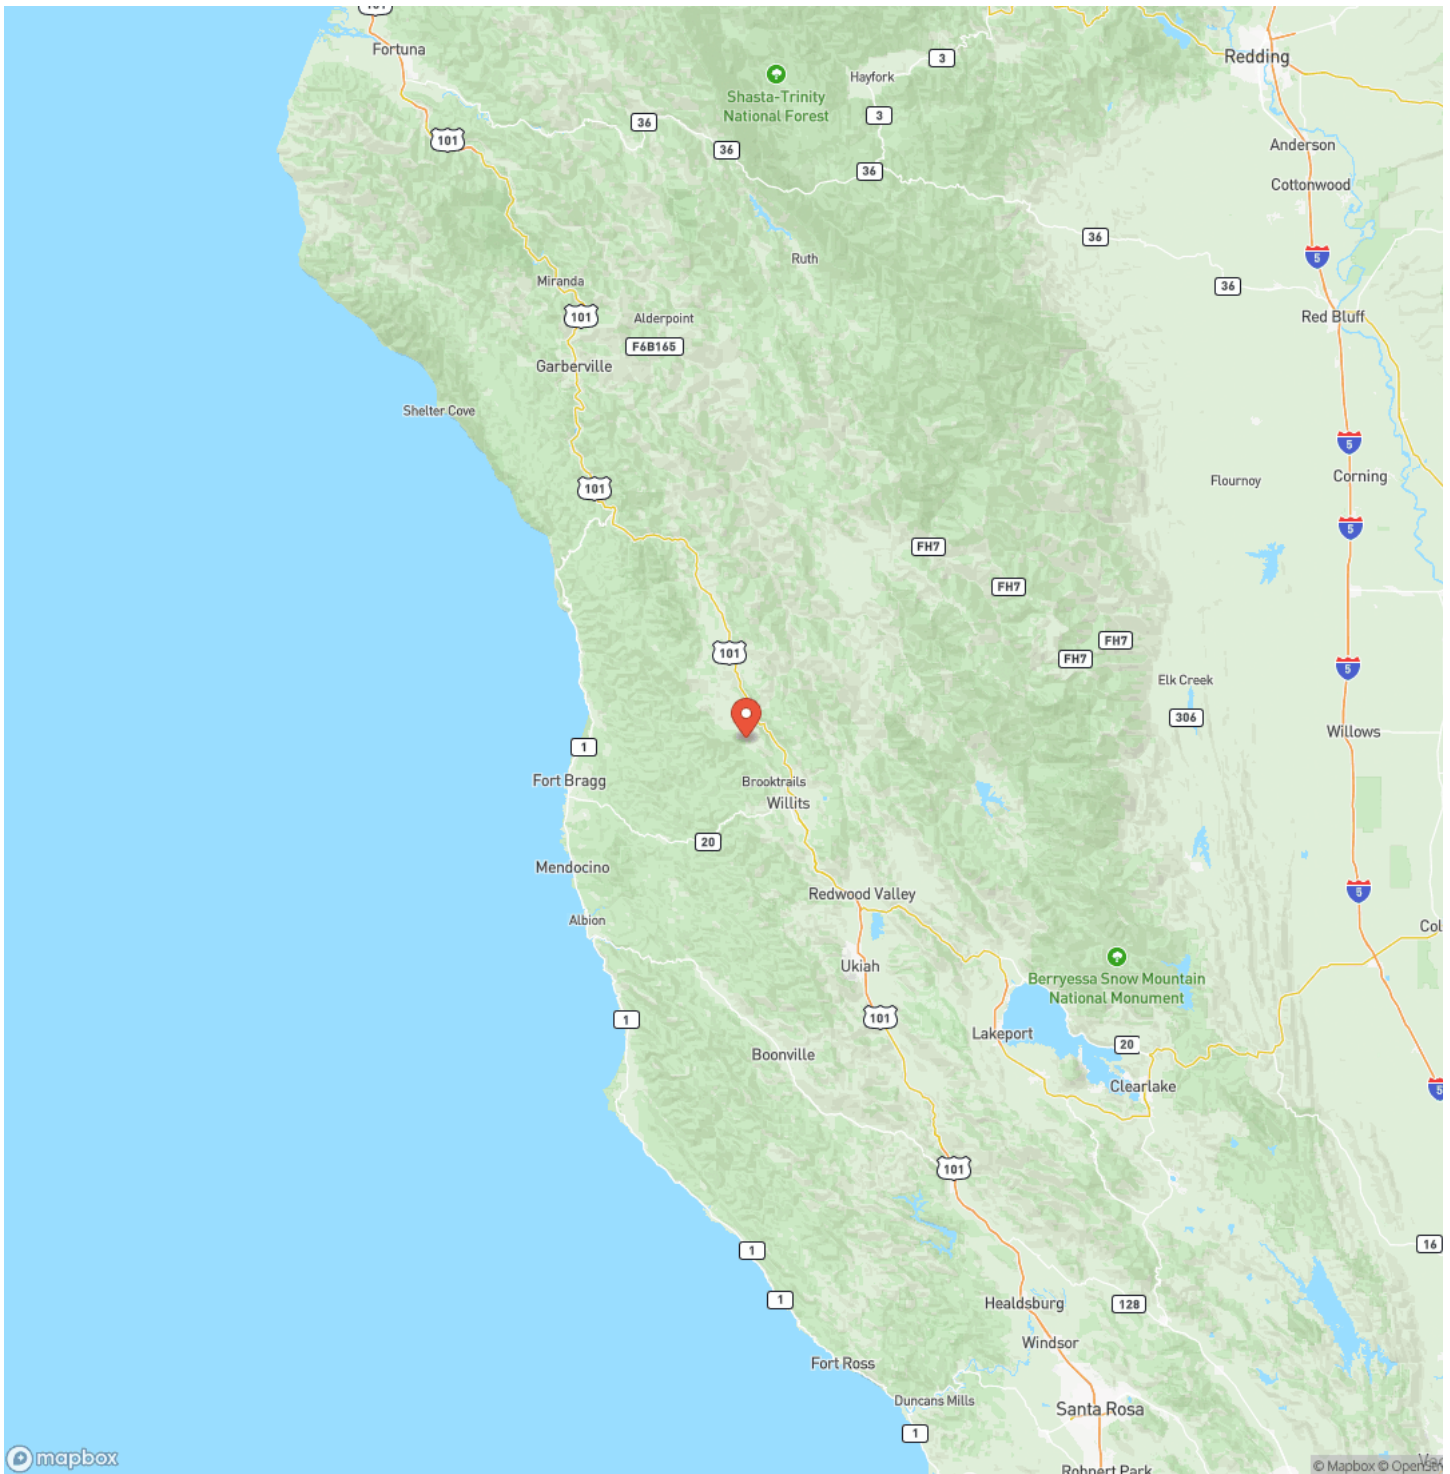 101
Fortuna
Redding
3
Hayfork
Shasta-Trinity
National Forest
3
36
101
Anderson
36
36
Cottonwood
36
5
Ruth
Miranda
36
101
Alderpoint
Red Bluff
F6B165
Garberville
Shelter Cove
5
Corning
Flournoy
101
5
FH7
FH7
FH7
101
FH7
5
Elk Creek
306
Willows
1
Fort Bragg
Brooktrails
Willits
20
Mendocino
Redwood Valley
5
Albion
Col
Ukiah
Berryessa Snow Mountain
National Monument
101
1
Lakeport
20
Boonville
Clearlake
5
101
1
16
1
Healdsburg
128
Windsor
Fort Ross
Duncans Mills
Santa Rosa
1
mapbox
Rohnert Park
© Mapbox © OpenStr